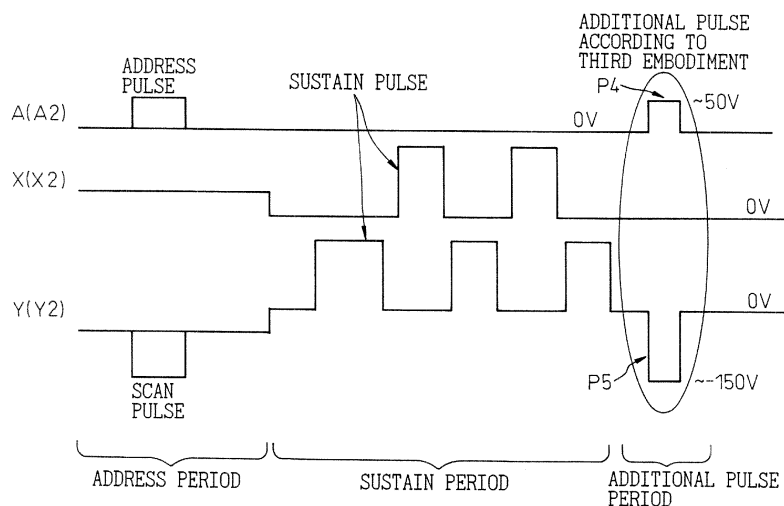 ADDITIONAL PULSE
ACCORDING TO
THIRD EMBODIMENT
ADDRESS
PULSE
SUSTAIN PULSE
P4
~50V
A(A2)
0V
X(X2)
0V
Y(Y2)
0V
P5
~-150V
SCAN
PULSE
ADDRESS PERIOD
SUSTAIN PERIOD
ADDITIONAL PULSE
PERIOD